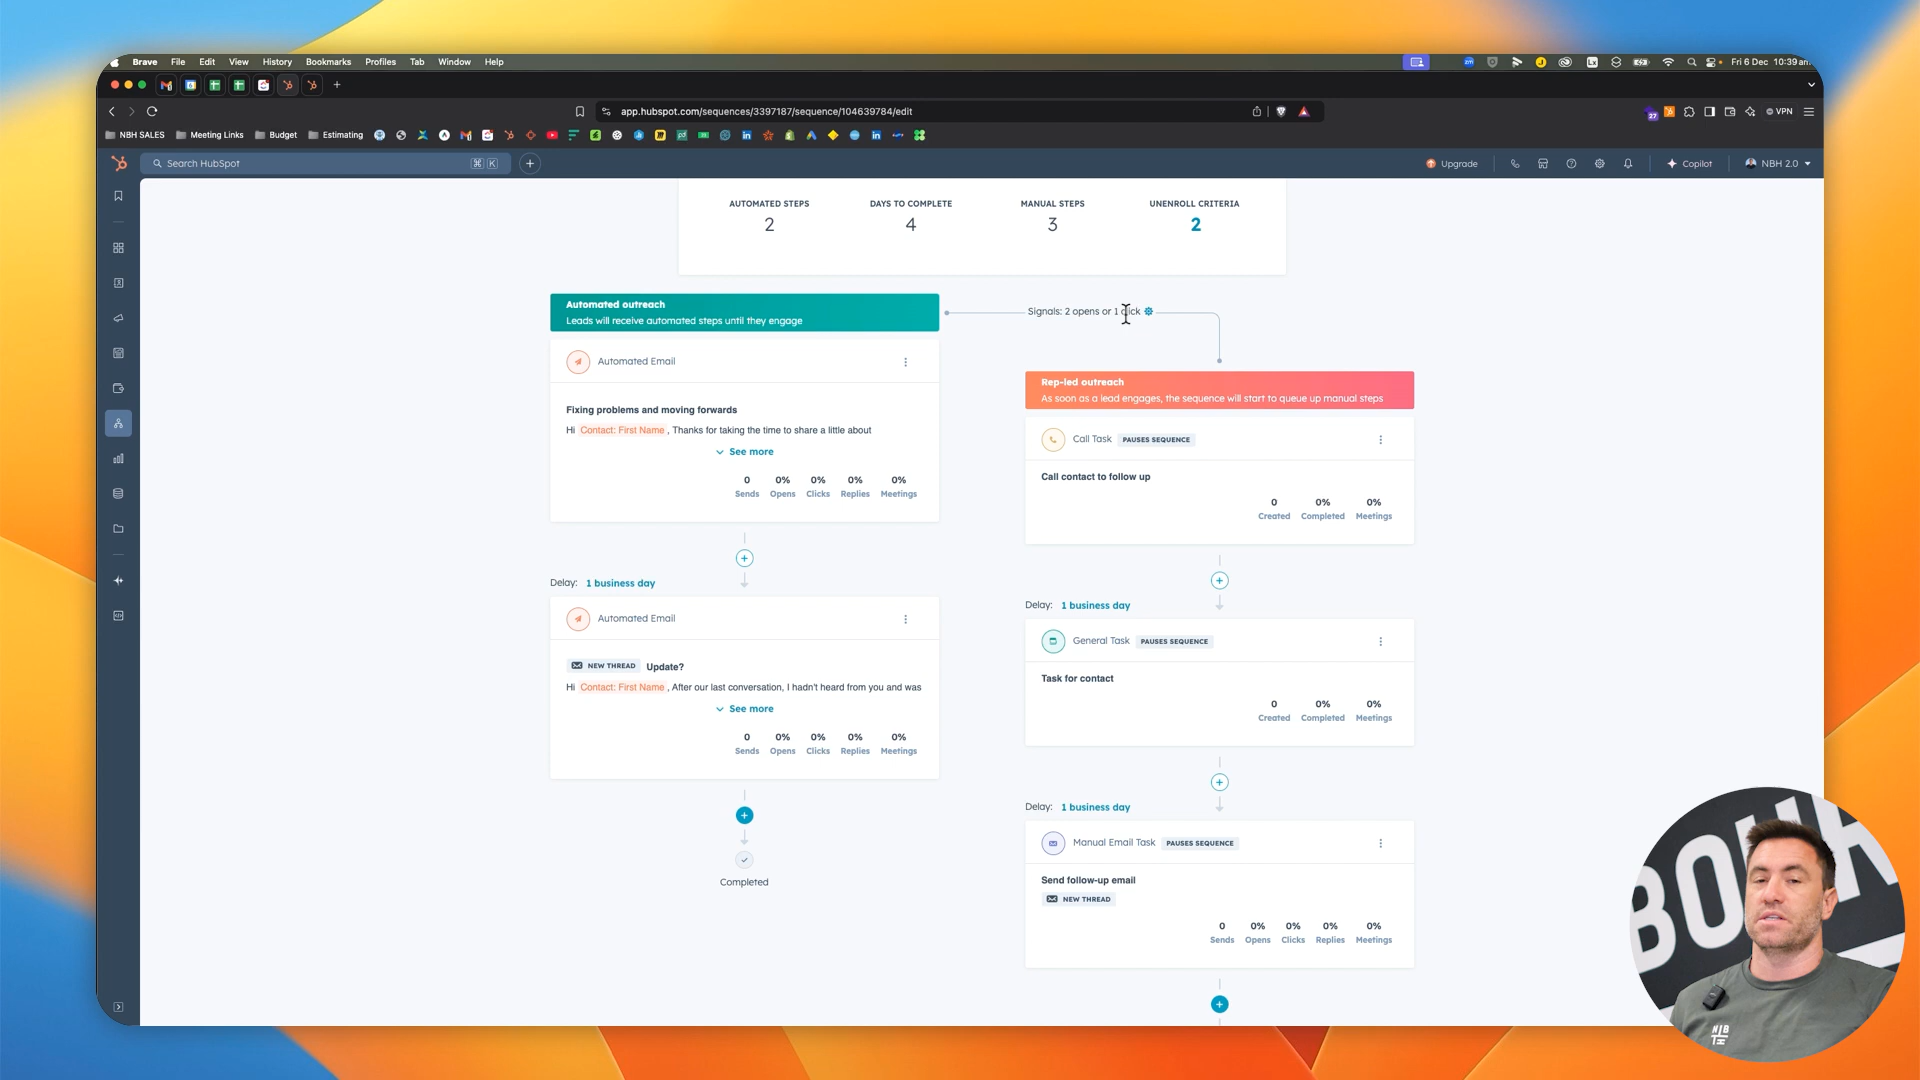 Brave File Edit View History Bookmarks Profiles Tab Window Help
Fri 6 Dec 10:39am
app.hubspot.com/sequences/3397187/sequence/104639784/edit
27
VPN
NBH SALES Meeting Links Budget Estimating
Search HubSpot
⌘ K
Upgrade
Copilot
NBH 2.0
AUTOMATED STEPS DAYS TO COMPLETE MANUAL STEPS UNENROLL CRITERIA
2 4 3 2
Automated outreach
Leads will receive automated steps until they engage
Signals: 2 opens or 1 click
Automated Email
Fixing problems and moving forwards
Hi Contact: First Name , Thanks for taking the time to share a little about
See more
0 0% 0% 0% 0%
Sends Opens Clicks Replies Meetings
Delay: 1 business day
Automated Email
NEW THREAD Update?
Hi Contact: First Name , After our last conversation, I hadn't heard from you and was
See more
0 0% 0% 0% 0%
Sends Opens Clicks Replies Meetings
Completed
Rep-led outreach
As soon as a lead engages, the sequence will start to queue up manual steps
Call Task PAUSES SEQUENCE
Call contact to follow up
0 0% 0%
Created Completed Meetings
Delay: 1 business day
General Task PAUSES SEQUENCE
Task for contact
0 0% 0%
Created Completed Meetings
Delay: 1 business day
Manual Email Task PAUSES SEQUENCE
Send follow-up email
NEW THREAD
0 0% 0% 0% 0%
Sends Opens Clicks Replies Meetings